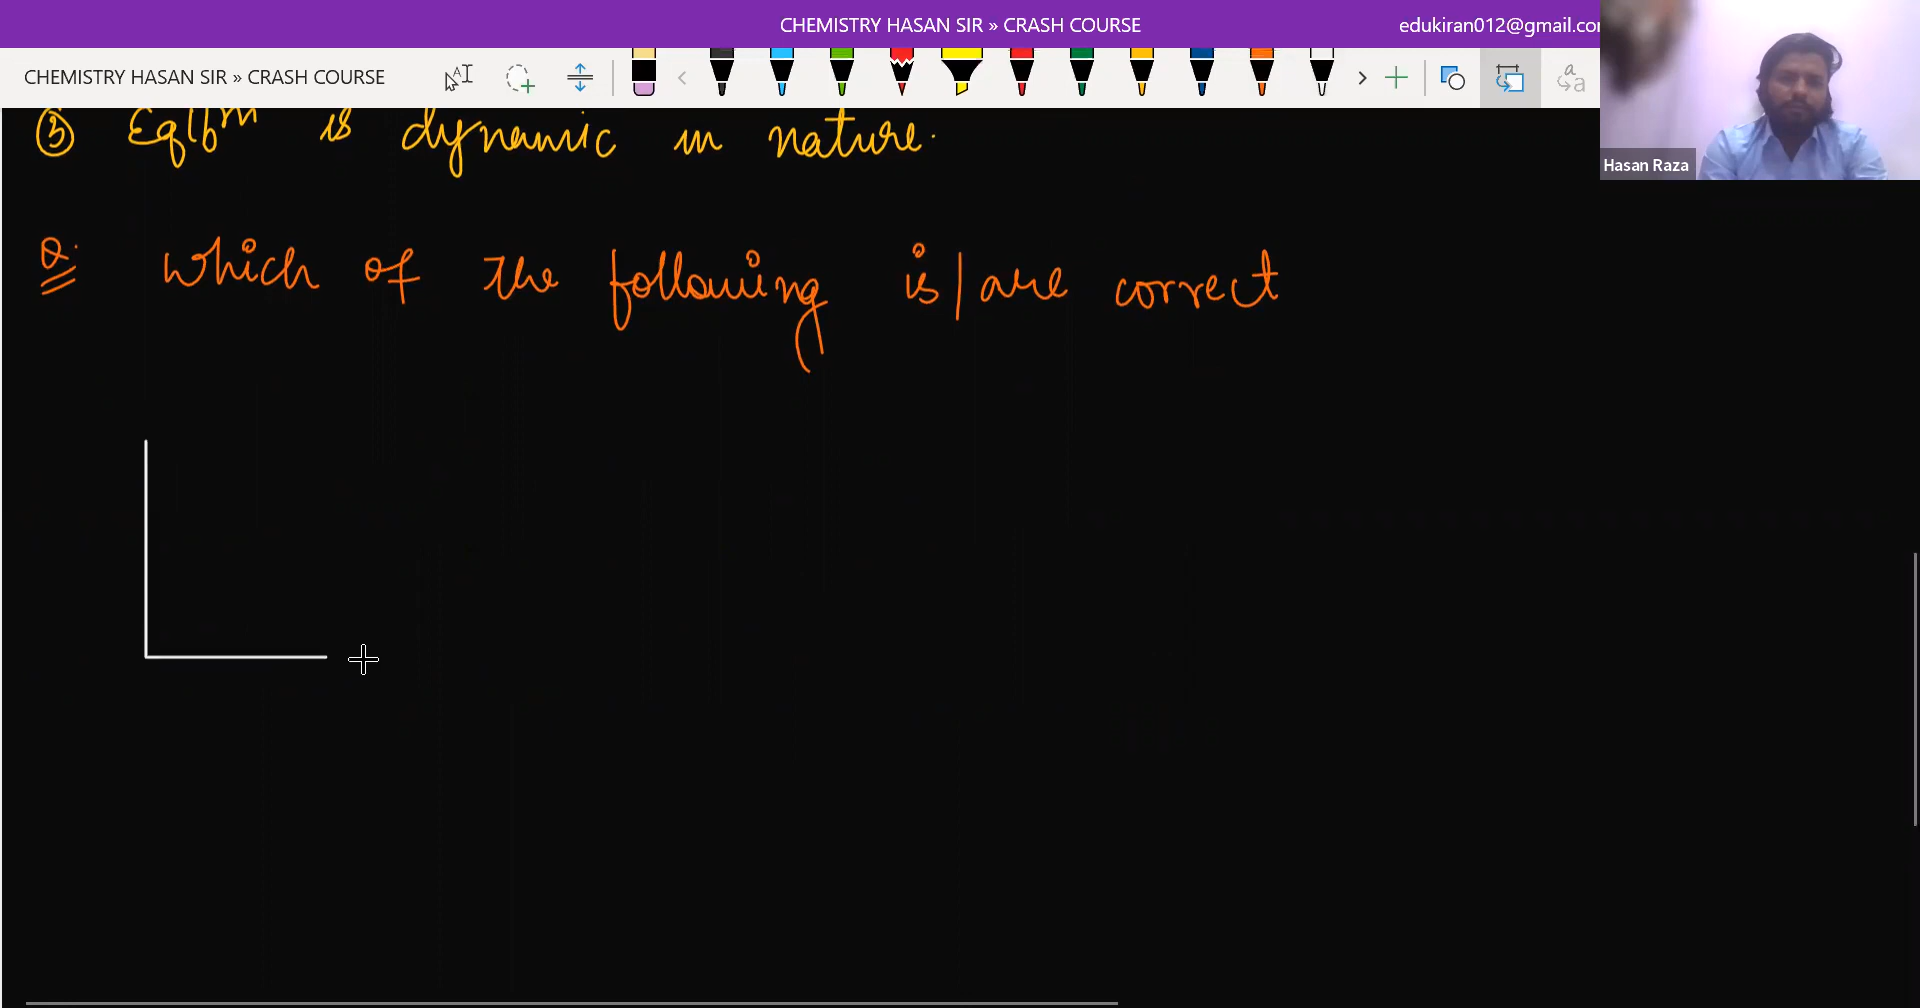 CHEMISTRY HASAN SIR » CRASH COURSE
edukiran012@gmail.co
CHEMISTRY HASAN SIR » CRASH COURSE
Hasan Raza
③ Eqlbᵐ is dynamic in nature.
Q. Which of the following is/are correct